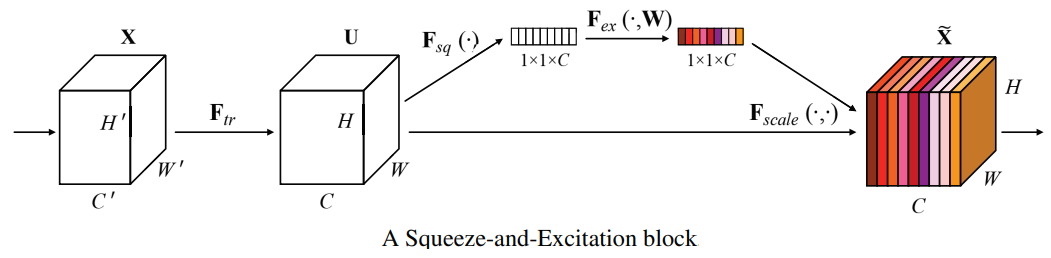 X
U
X̃
F_sq (·)
F_ex (·,W)
1×1×C
1×1×C
H'
F_tr
H
F_scale (·,·)
H
W'
W
W
C'
C
C
A Squeeze-and-Excitation block